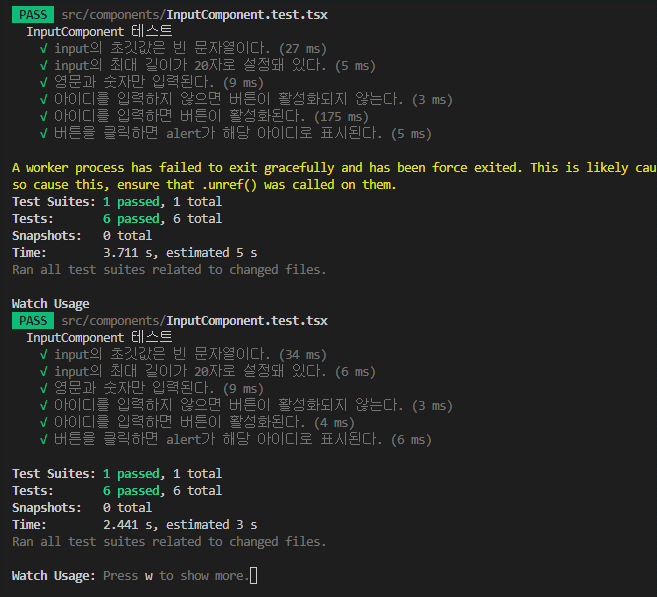 PASS src/components/InputComponent.test.tsx
InputComponent 테스트
√ input의 초깃값은 빈 문자열이다. (27 ms)
√ input의 최대 길이가 20자로 설정돼 있다. (5 ms)
√ 영문과 숫자만 입력된다. (9 ms)
√ 아이디를 입력하지 않으면 버튼이 활성화되지 않는다. (3 ms)
√ 아이디를 입력하면 버튼이 활성화된다. (175 ms)
√ 버튼을 클릭하면 alert가 해당 아이디로 표시된다. (5 ms)
A worker process has failed to exit gracefully and has been force exited. This is likely cau
so cause this, ensure that .unref() was called on them.
Test Suites: 1 passed, 1 total
Tests: 6 passed, 6 total
Snapshots: 0 total
Time: 3.711 s, estimated 5 s
Ran all test suites related to changed files.
Watch Usage
PASS src/components/InputComponent.test.tsx
InputComponent 테스트
√ input의 초깃값은 빈 문자열이다. (34 ms)
√ input의 최대 길이가 20자로 설정돼 있다. (6 ms)
√ 영문과 숫자만 입력된다. (9 ms)
√ 아이디를 입력하지 않으면 버튼이 활성화되지 않는다. (3 ms)
√ 아이디를 입력하면 버튼이 활성화된다. (4 ms)
√ 버튼을 클릭하면 alert가 해당 아이디로 표시된다. (6 ms)
Test Suites: 1 passed, 1 total
Tests: 6 passed, 6 total
Snapshots: 0 total
Time: 2.441 s, estimated 3 s
Ran all test suites related to changed files.
Watch Usage: Press w to show more.